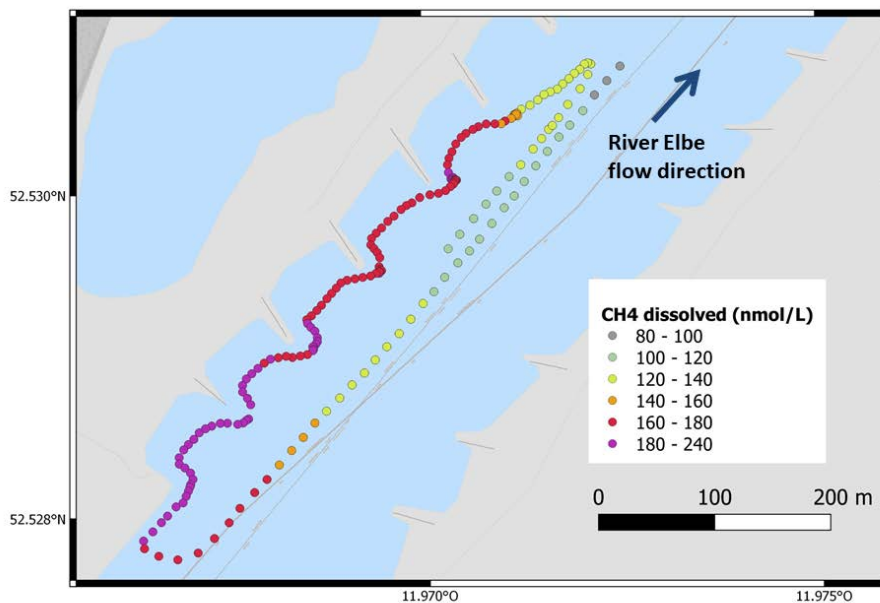 52.530°N
River Elbe
flow direction
CH4 dissolved (nmol/L)
80 - 100
100 - 120
120 - 140
140 - 160
160 - 180
180 - 240
0 100 200 m
52.528°N
11.970°O 11.975°O